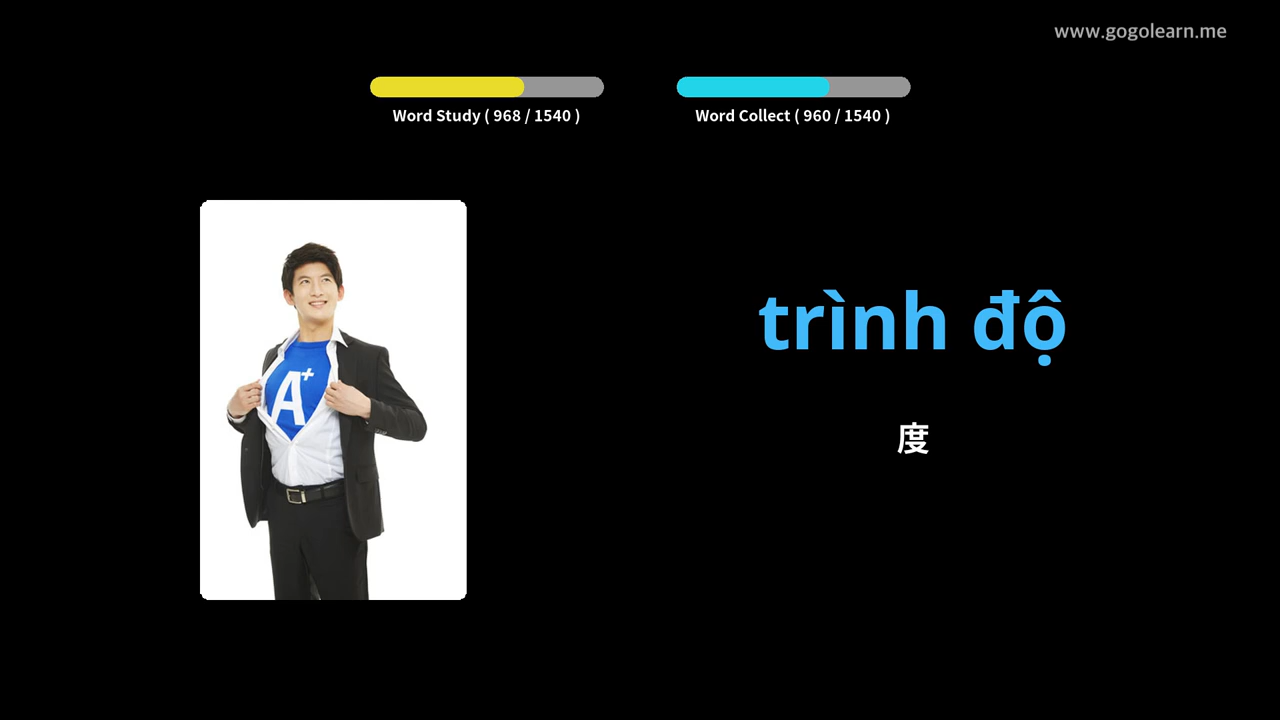 www.gogolearn.me
Word Study ( 968 / 1540 )
Word Collect ( 960 / 1540 )
A+
trình độ
度